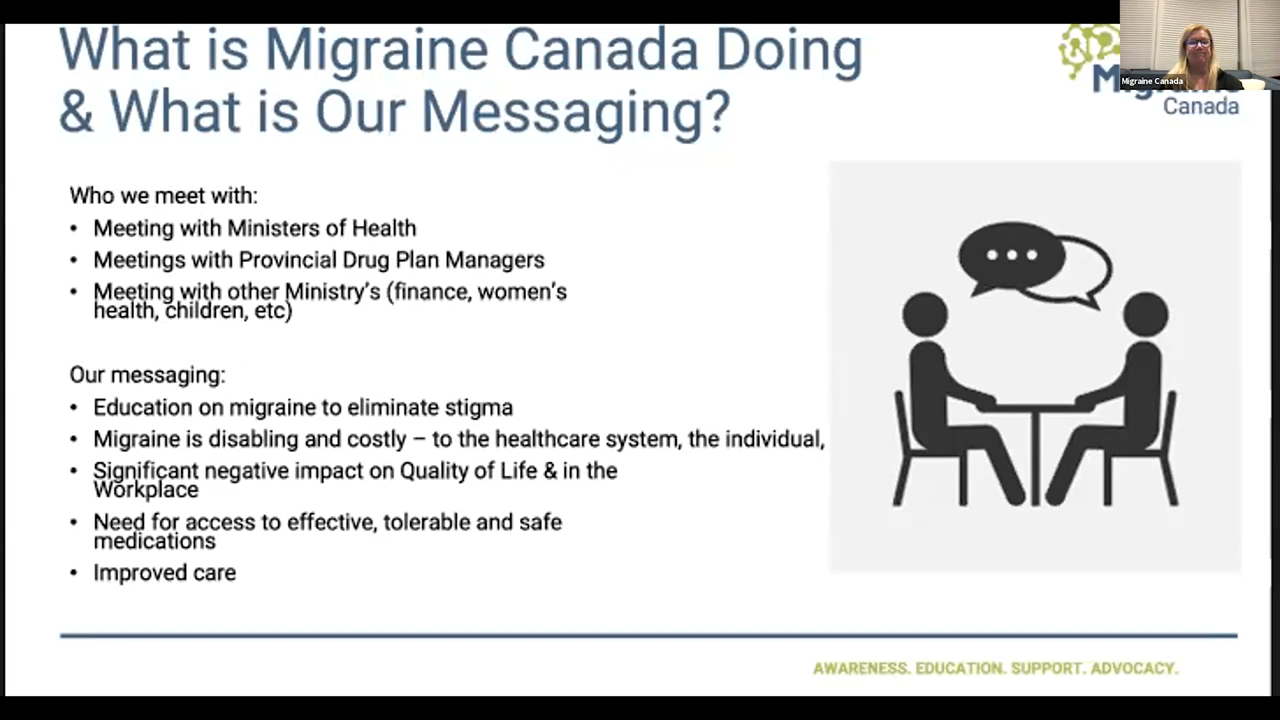 What is Migraine Canada Doing
& What is Our Messaging?
Migraine Canada
Migraine
Canada
Who we meet with:
• Meeting with Ministers of Health
• Meetings with Provincial Drug Plan Managers
• Meeting with other Ministry's (finance, women's
health, children, etc)
Our messaging:
• Education on migraine to eliminate stigma
• Migraine is disabling and costly – to the healthcare system, the individual,
• Significant negative impact on Quality of Life & in the
Workplace
• Need for access to effective, tolerable and safe
medications
• Improved care
AWARENESS. EDUCATION. SUPPORT. ADVOCACY.